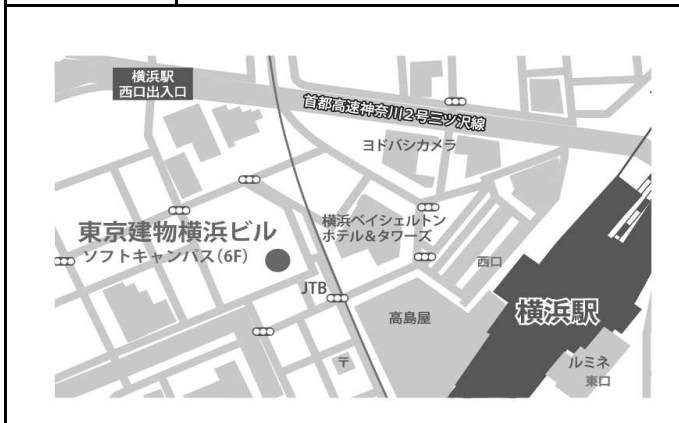 横浜駅
西口出入口
首都高速神奈川2号三ツ沢線
ヨドバシカメラ
横浜ベイシェルトン
ホテル&タワーズ
東京建物横浜ビル
ソフトキャンパス(6F)
西口
JTB
高島屋
横浜駅
〒
ルミネ
東口